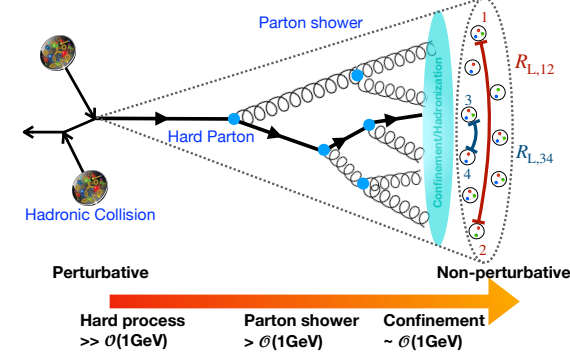 Parton shower
1
R_L,12
3
Hard Parton
Confinement/Hadronization
4
R_L,34
Hadronic Collision
2
Perturbative
Non-perturbative
Hard process
>> 𝒪(1GeV)
Parton shower
> 𝒪(1GeV)
Confinement
~ 𝒪(1GeV)